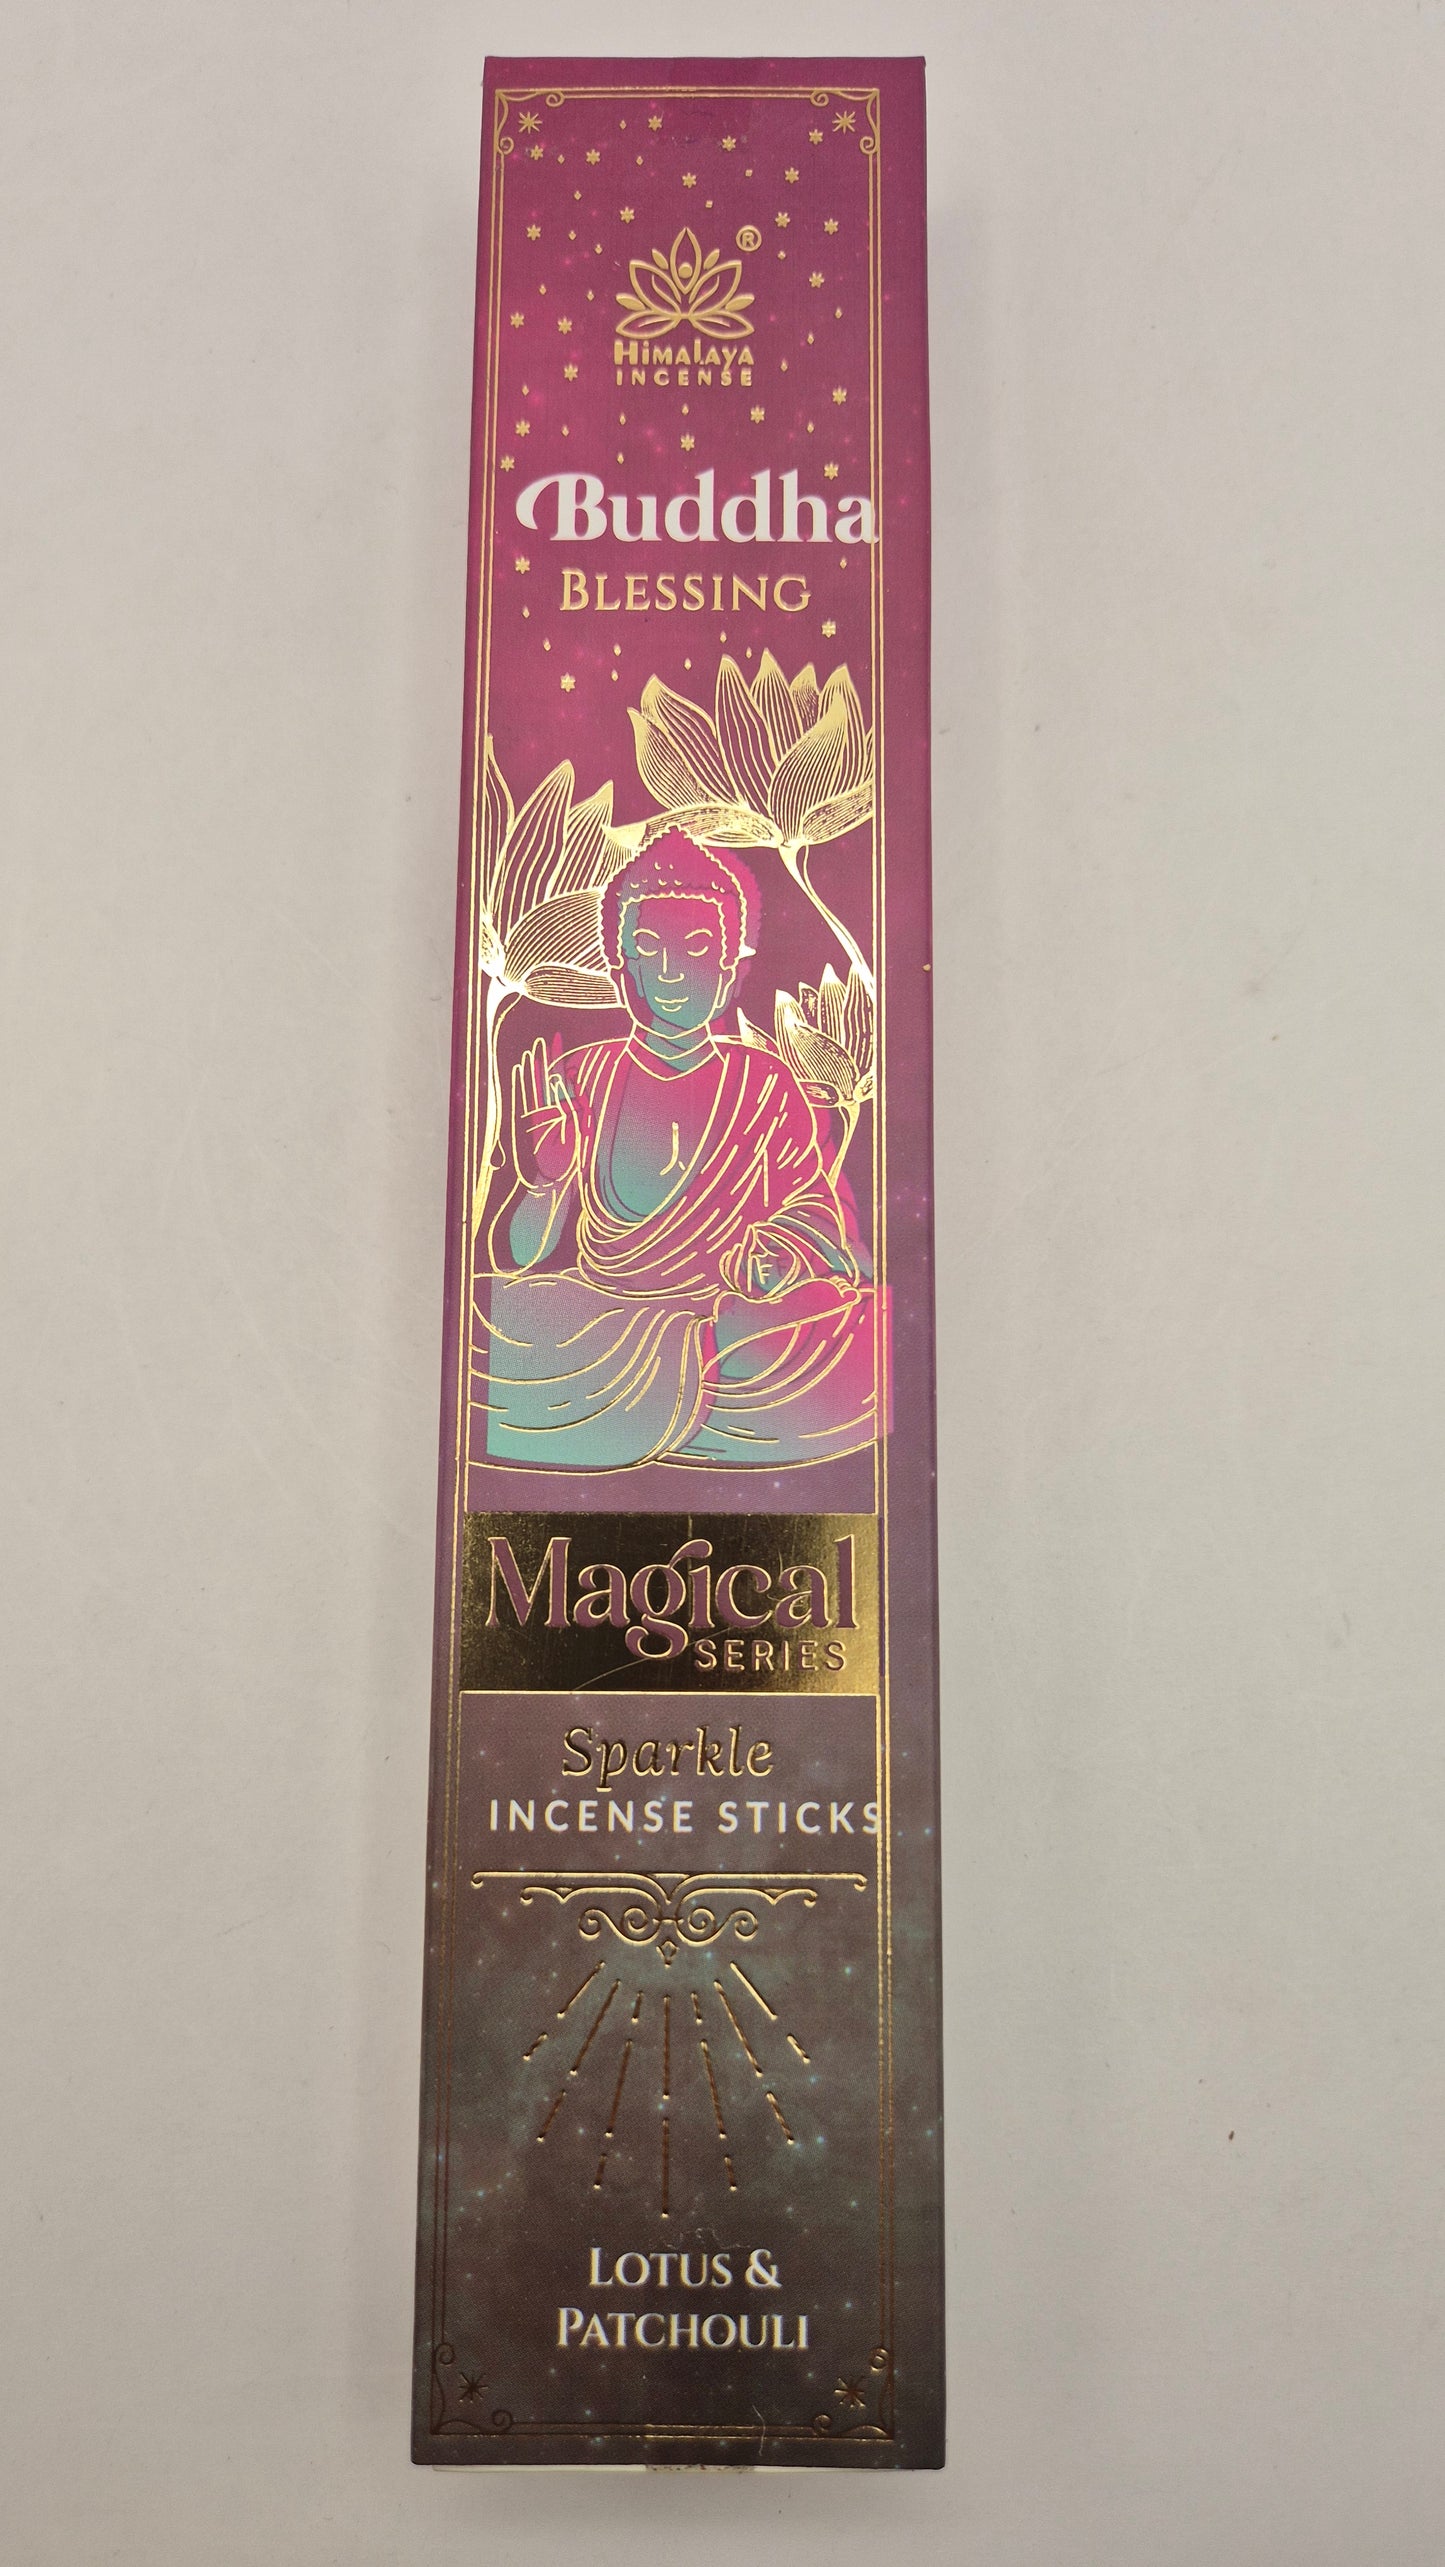 ®
Himalaya
INCENSE
Buddha
BLESSING
Magical
SERIES
Sparkle
INCENSE STICKS
LOTUS &
PATCHOULI